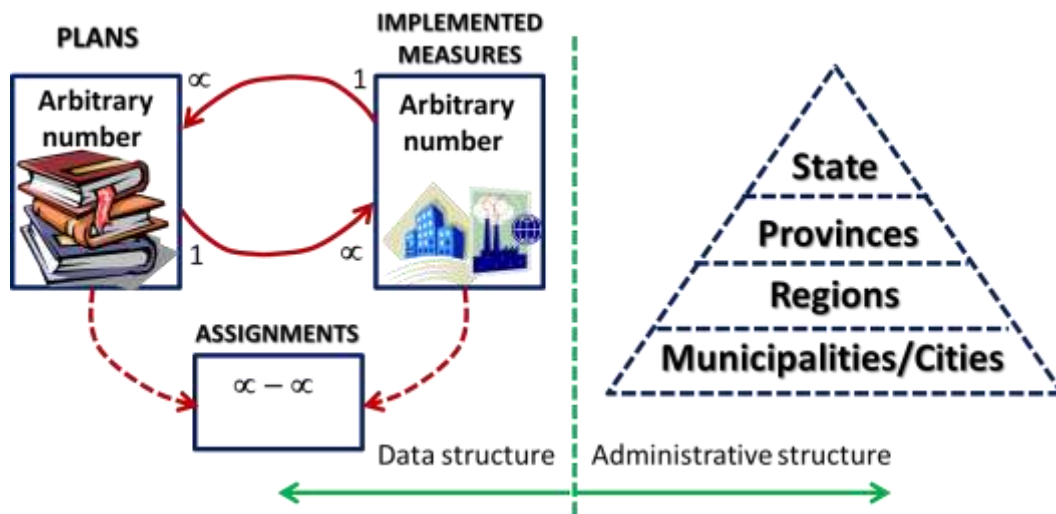 PLANS
IMPLEMENTED
MEASURES
∝
1
Arbitrary
number
Arbitrary
number
1
∝
ASSIGNMENTS
∝ – ∝
State
Provinces
Regions
Municipalities/Cities
Data structure
Administrative structure